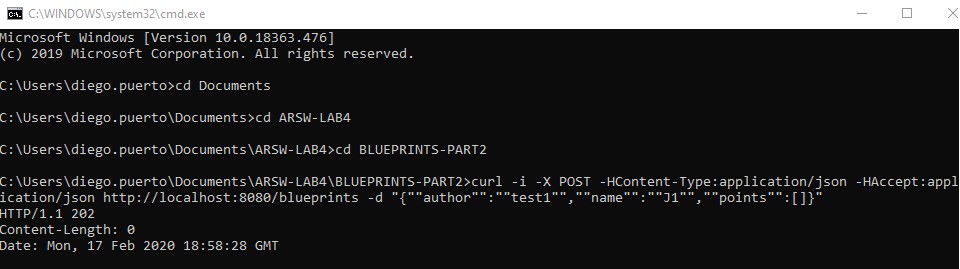 C:\WINDOWS\system32\cmd.exe
Microsoft Windows [Version 10.0.18363.476]
(c) 2019 Microsoft Corporation. All rights reserved.
C:\Users\diego.puerto>cd Documents
C:\Users\diego.puerto\Documents>cd ARSW-LAB4
C:\Users\diego.puerto\Documents\ARSW-LAB4>cd BLUEPRINTS-PART2
C:\Users\diego.puerto\Documents\ARSW-LAB4\BLUEPRINTS-PART2>curl -i -X POST -HContent-Type:application/json -HAccept:appl
ication/json http://localhost:8080/blueprints -d "{""author"":""test1"",""name"":""J1"",""points"":[]}"
HTTP/1.1 202
Content-Length: 0
Date: Mon, 17 Feb 2020 18:58:28 GMT